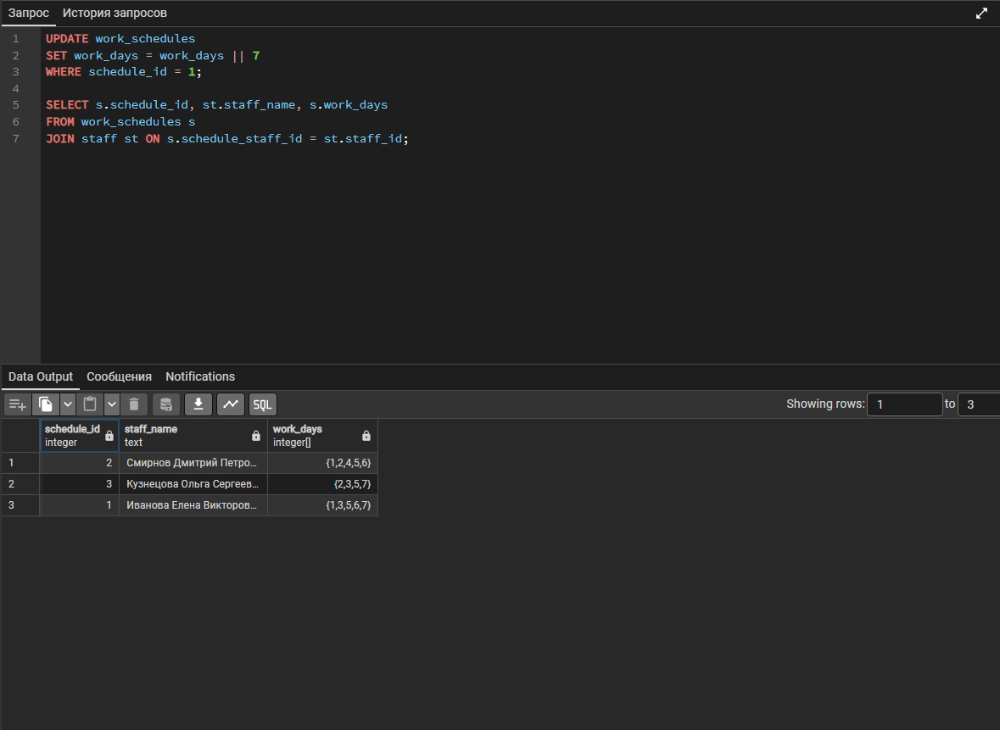 Запрос История запросов
1 UPDATE work_schedules
2 SET work_days = work_days || 7
3 WHERE schedule_id = 1;
4
5 SELECT s.schedule_id, st.staff_name, s.work_days
6 FROM work_schedules s
7 JOIN staff st ON s.schedule_staff_id = st.staff_id;
Data Output Сообщения Notifications
SQL Showing rows: 1 to 3
schedule_id staff_name work_days
integer text integer[]
1 2 Смирнов Дмитрий Петро... {1,2,4,5,6}
2 3 Кузнецова Ольга Сергеев... {2,3,5,7}
3 1 Иванова Елена Викторов... {1,3,5,6,7}